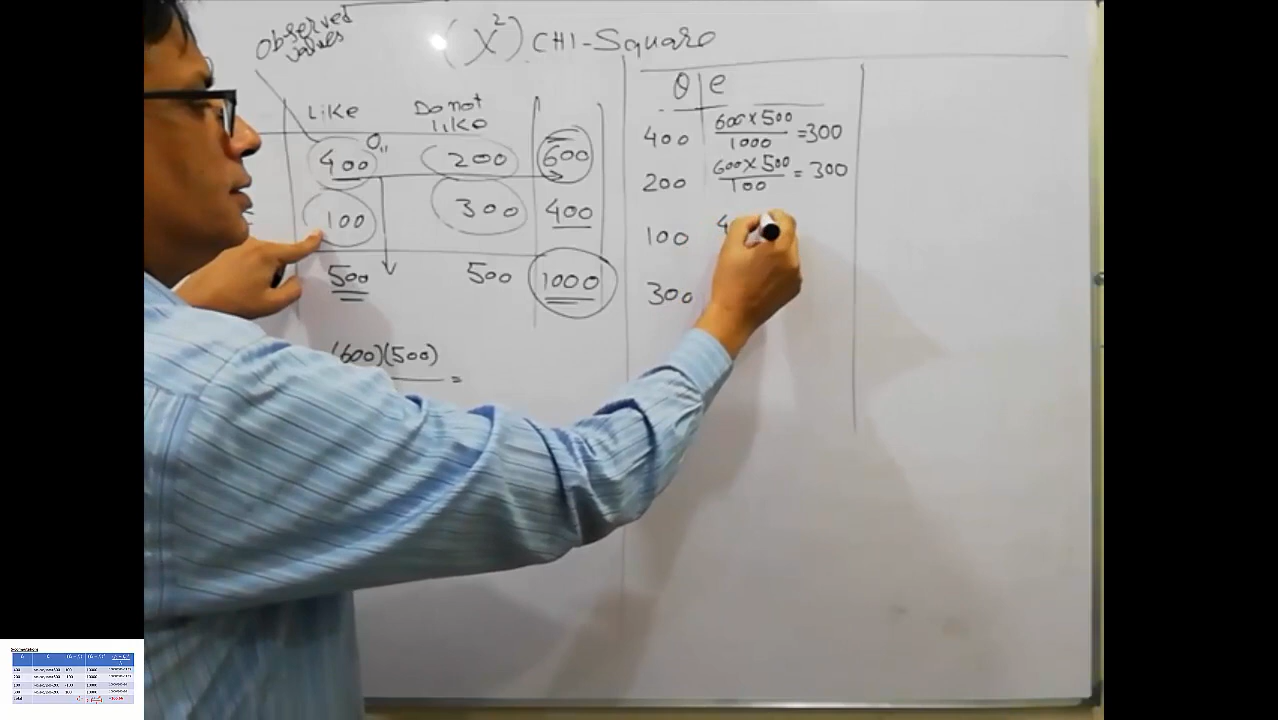 Observed
values
(X²) CHI-Square
Like
Do not
like
400
O₁₁
200
600
100
300
400
500
500
1000
(600)(500)
=
O e
400 600 x 500 / 1000 = 300
200 600 x 500 / 100 = 300
100 4
300